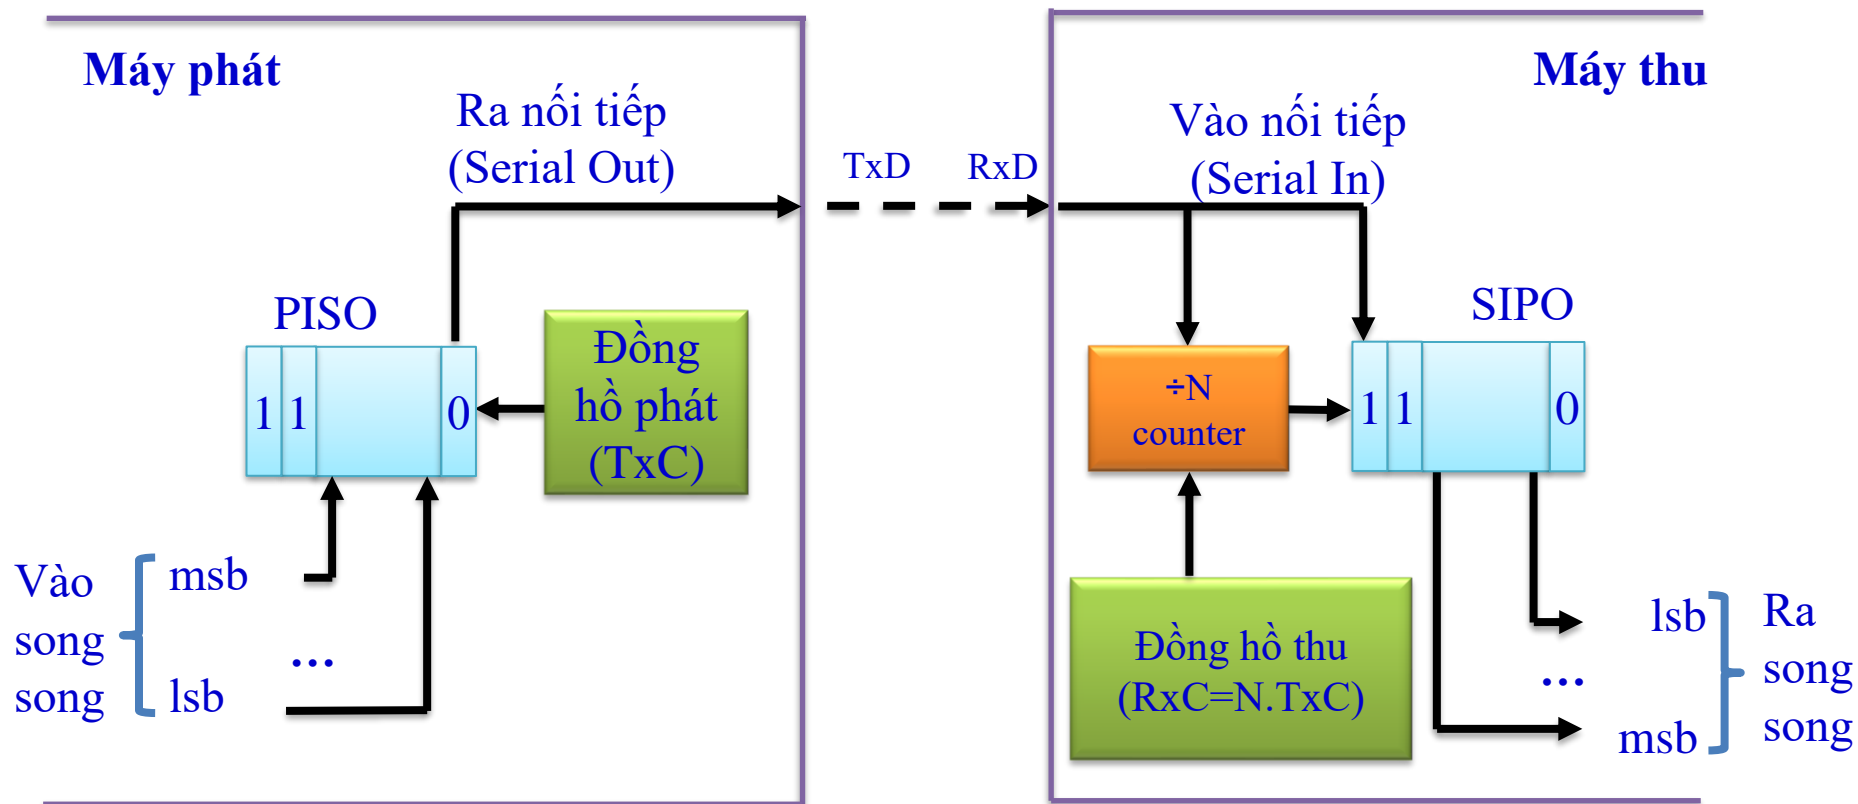 Máy phát
Ra nối tiếp
(Serial Out)
PISO
1 1 0
Đồng
hồ phát
(TxC)
Vào
song
song
msb
...
lsb
TxD
RxD
Máy thu
Vào nối tiếp
(Serial In)
SIPO
÷N
counter
1 1 0
Đồng hồ thu
(RxC=N.TxC)
lsb
...
msb
Ra
song
song